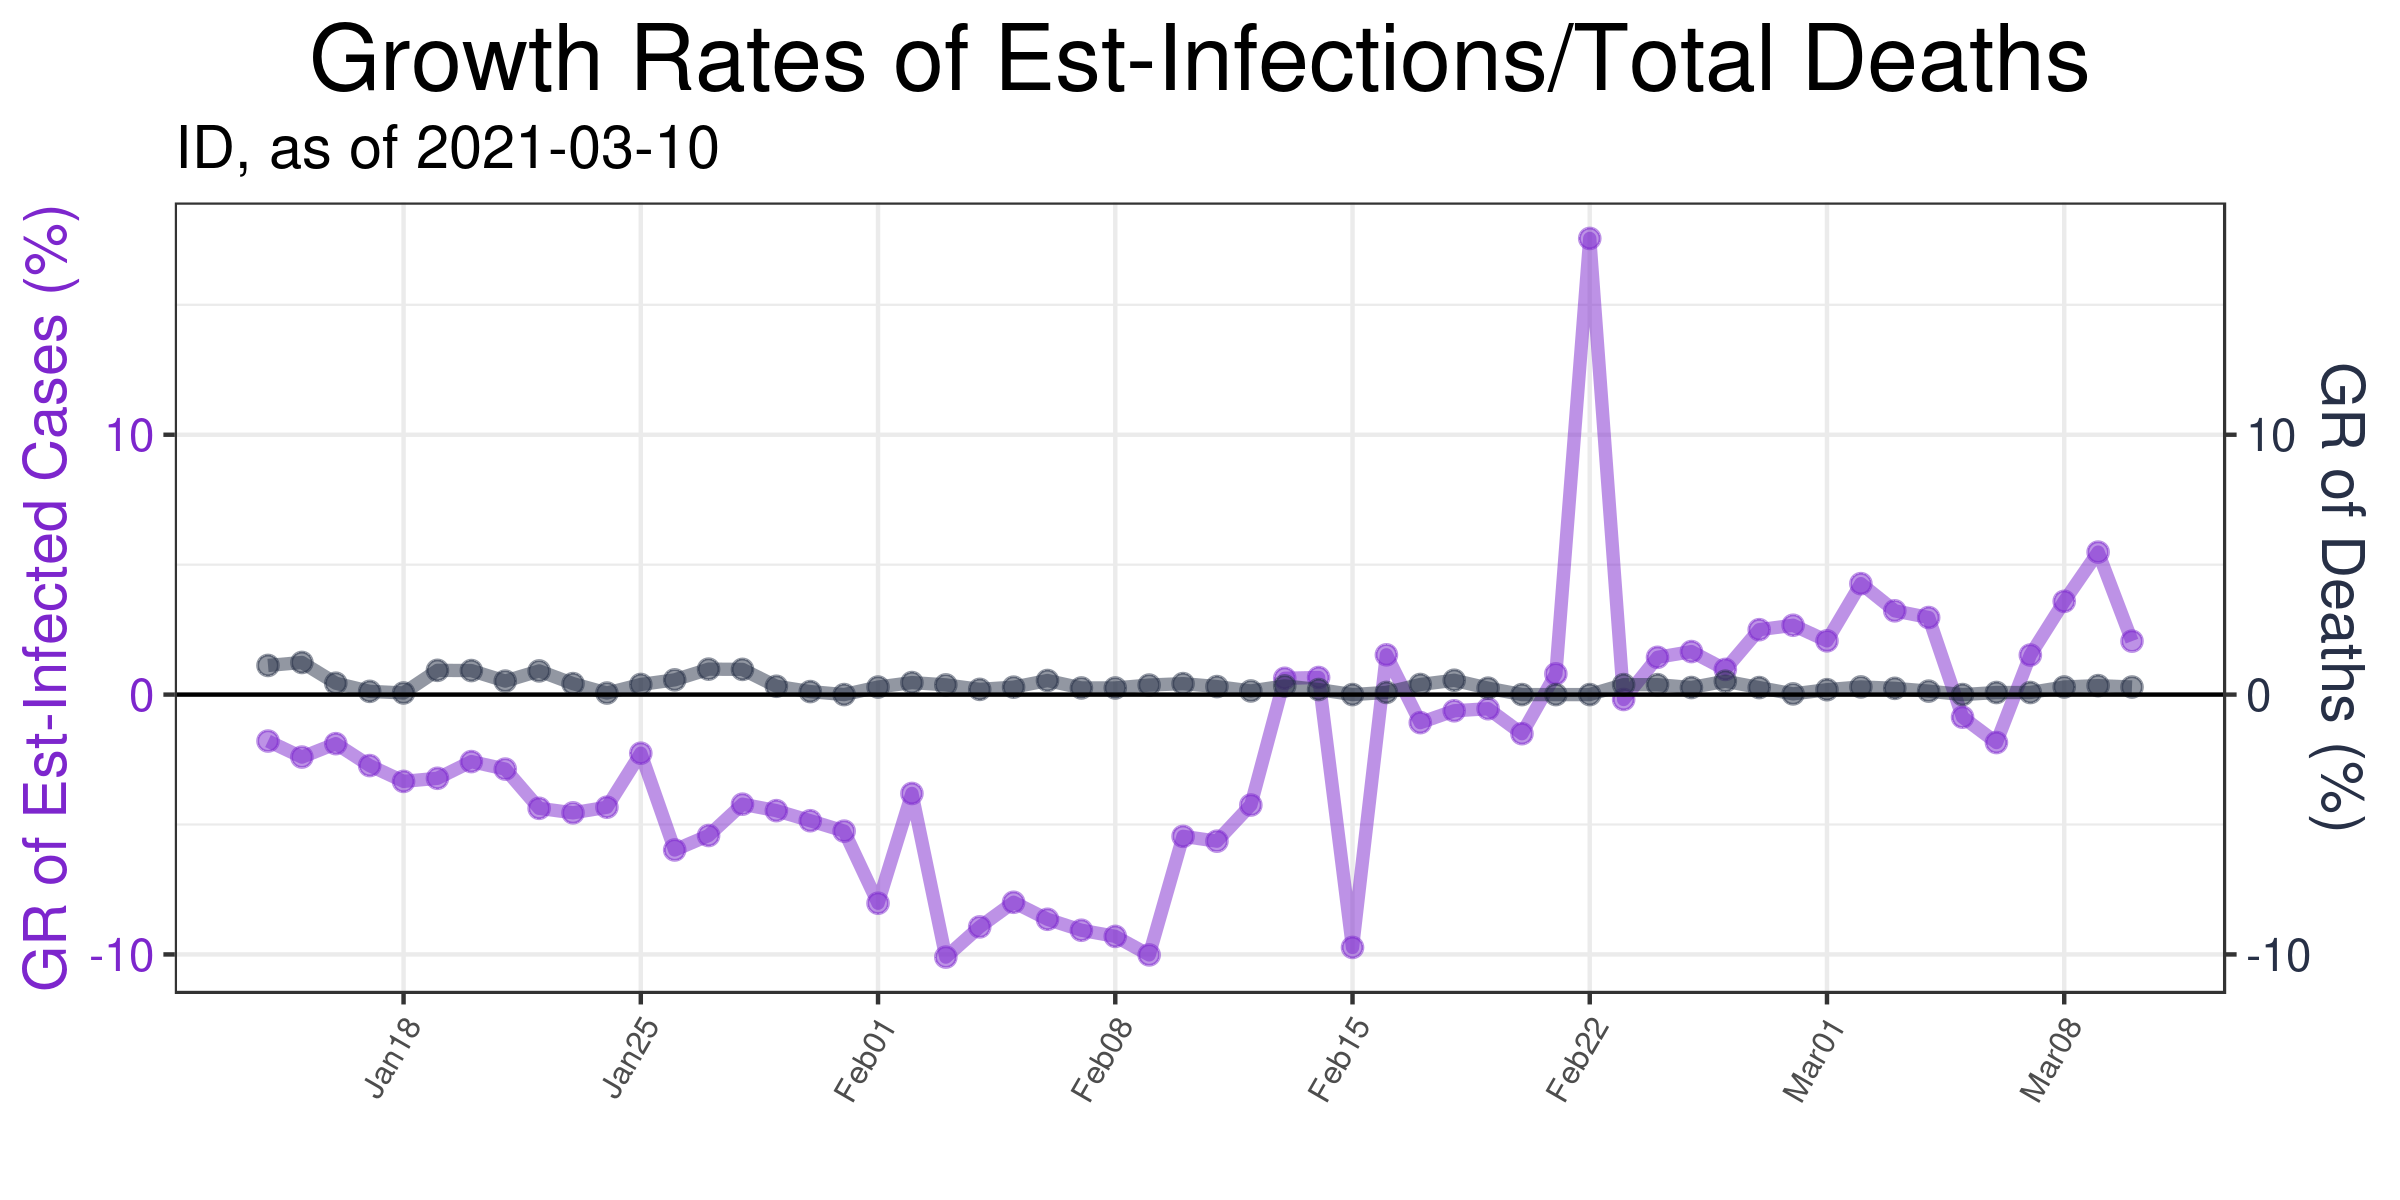 Growth Rates of Est-Infections/Total Deaths
ID, as of 2021-03-10
GR of Est-Infected Cases (%)
10
0
-10
10
0
-10
GR of Deaths (%)
Jan18
Jan25
Feb01
Feb08
Feb15
Feb22
Mar01
Mar08